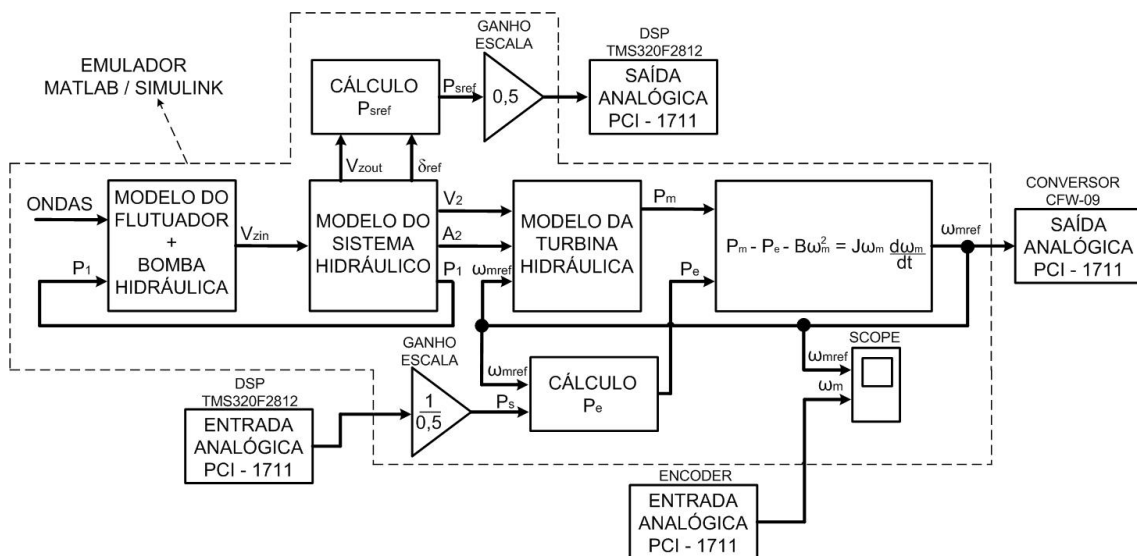 EMULADOR
MATLAB / SIMULINK
GANHO
ESCALA
DSP
TMS320F2812
CÁLCULO
Psref
Psref
0,5
SAÍDA
ANALÓGICA
PCI - 1711
Vzout
δref
ONDAS
P1
MODELO DO
FLUTUADOR
+
BOMBA
HIDRÁULICA
Vzin
MODELO DO
SISTEMA
HIDRÁULICO
V2
A2
P1
ωmref
MODELO DA
TURBINA
HIDRÁULICA
Pm
Pe
Pm - Pe - Bω²m = Jωm dωm/dt
ωmref
CONVERSOR
CFW-09
SAÍDA
ANALÓGICA
PCI - 1711
GANHO
ESCALA
1/0,5
Ps
ωmref
CÁLCULO
Pe
SCOPE
ωmref
ωm
DSP
TMS320F2812
ENTRADA
ANALÓGICA
PCI - 1711
ENCODER
ENTRADA
ANALÓGICA
PCI - 1711